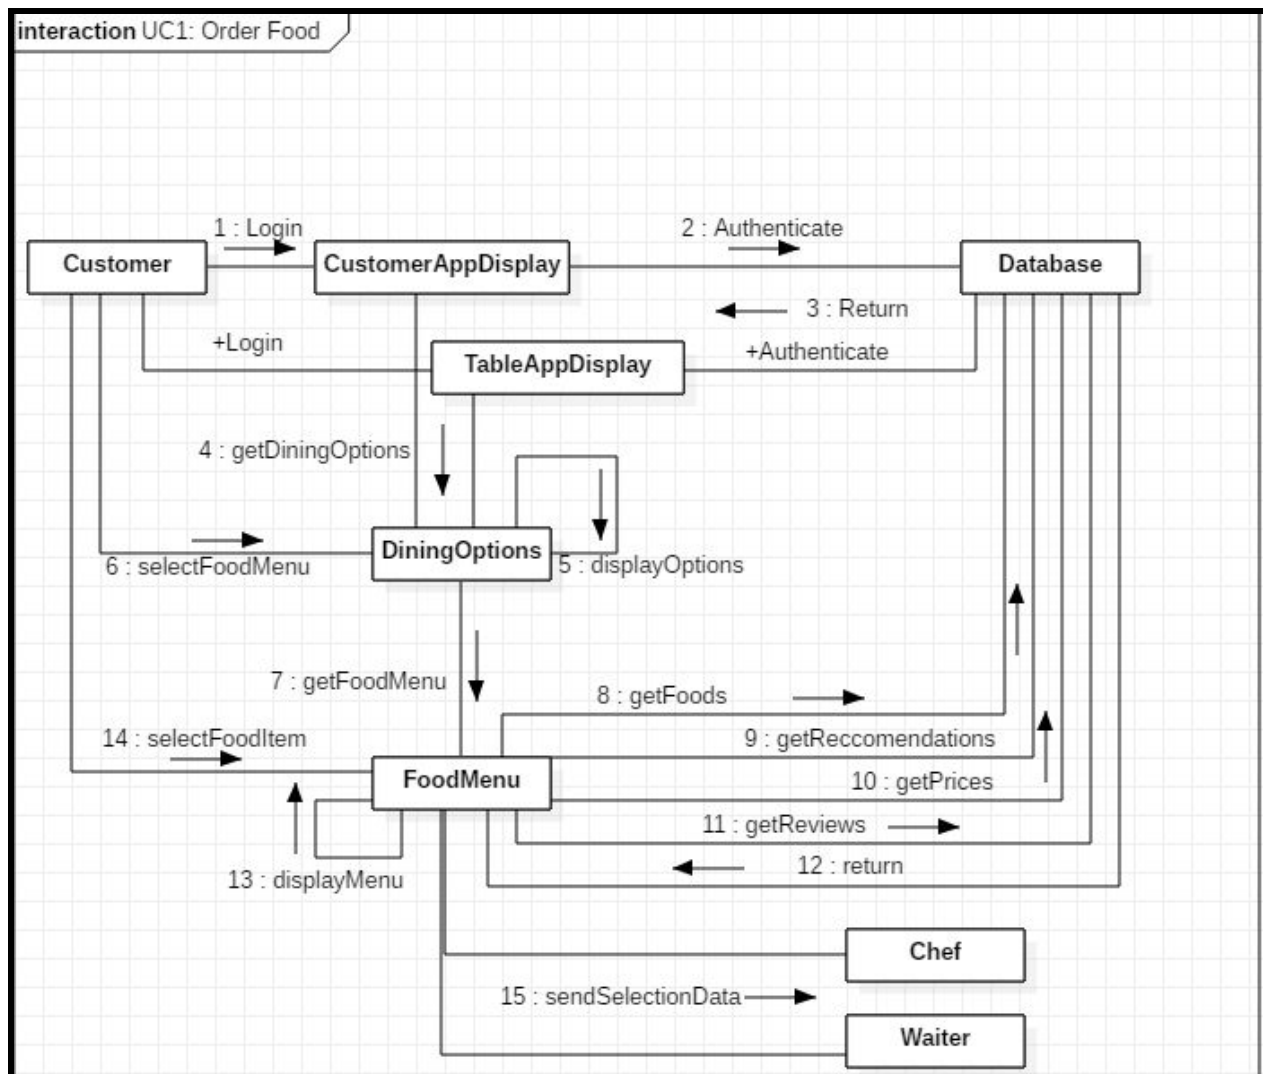 interaction UC1: Order Food
1 : Login
2 : Authenticate
Customer
CustomerAppDisplay
Database
3 : Return
+Login
+Authenticate
TableAppDisplay
4 : getDiningOptions
DiningOptions
5 : displayOptions
6 : selectFoodMenu
7 : getFoodMenu
8 : getFoods
14 : selectFoodItem
9 : getReccomendations
FoodMenu
10 : getPrices
11 : getReviews
12 : return
13 : displayMenu
Chef
15 : sendSelectionData
Waiter